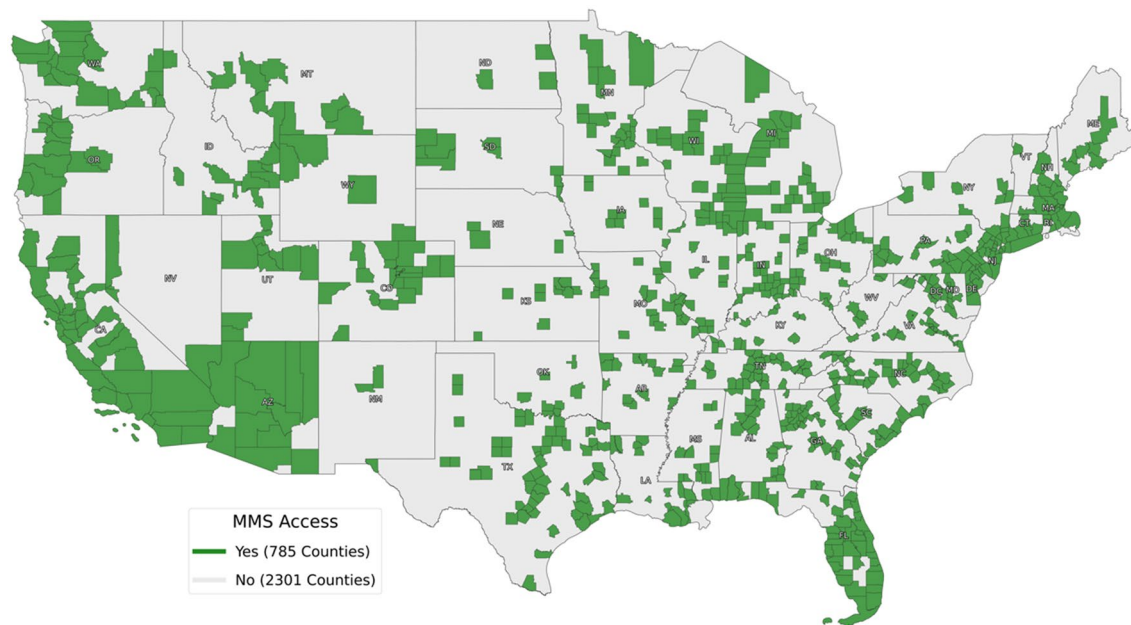 WA
MT
ND
MN
ME
OR
ID
SD
WI
MI
VT
NH
NY
MA
WY
CT
RI
NE
IA
PA
NJ
NV
UT
CO
IL
IN
OH
DC
MD
DE
CA
KS
MO
WV
VA
KY
AZ
NM
OK
AR
TN
NC
SC
MS
AL
GA
TX
LA
FL
MMS Access
Yes (785 Counties)
No (2301 Counties)